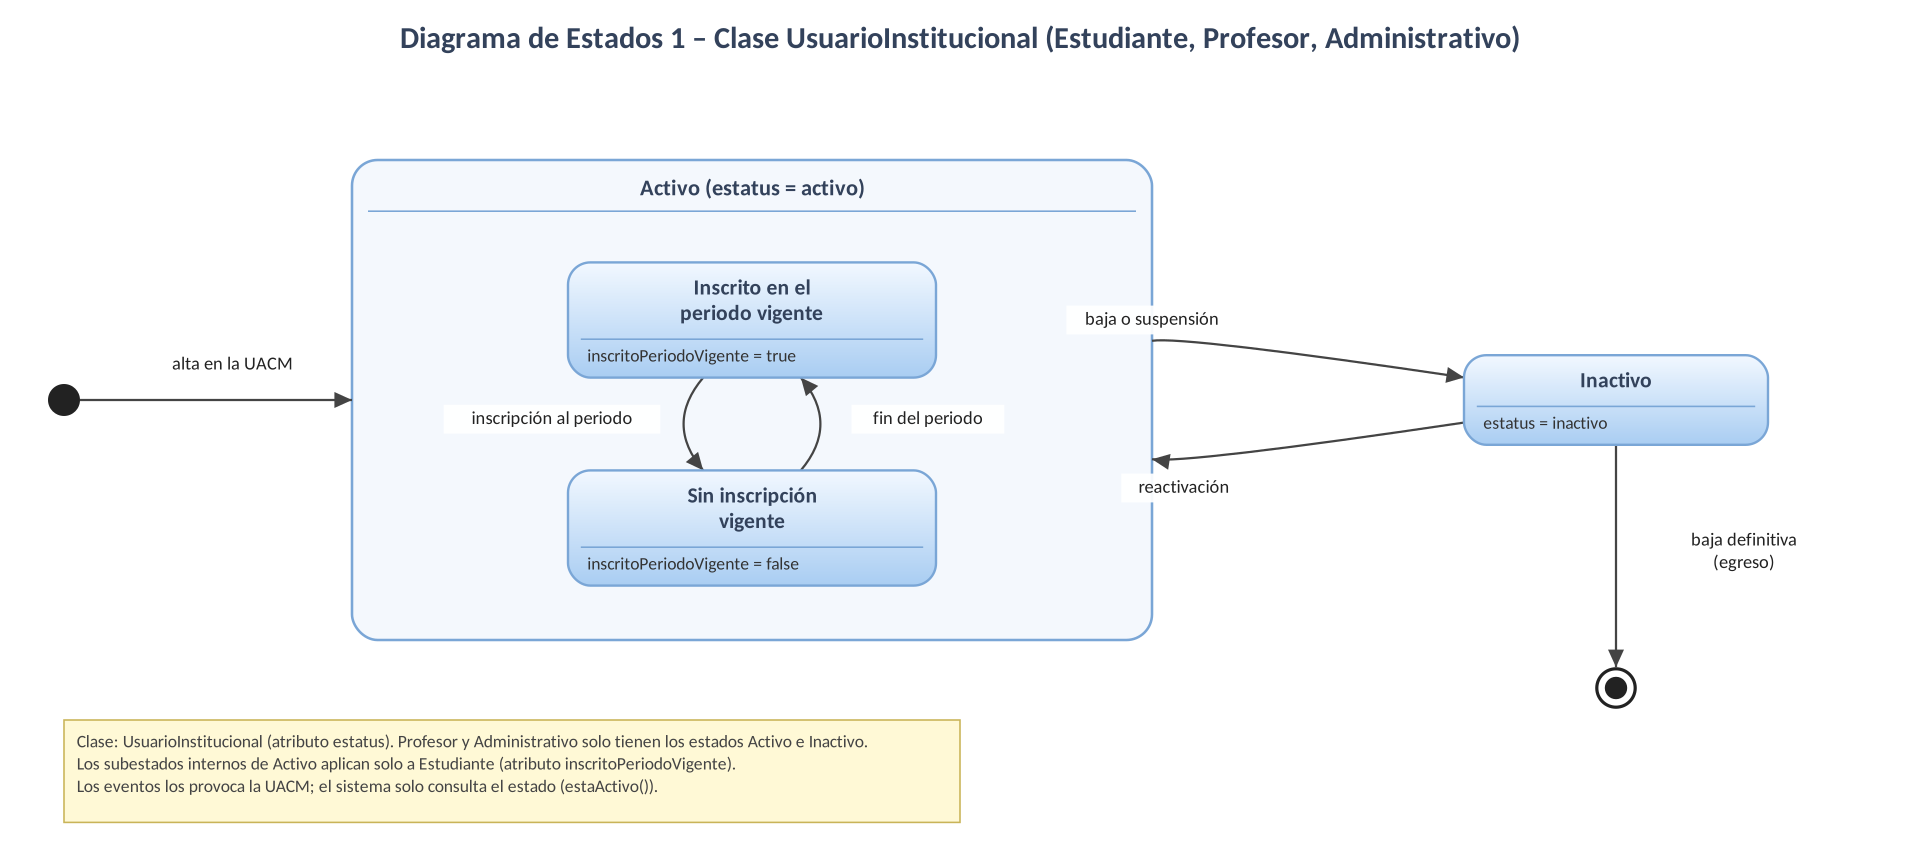 Diagrama de Estados 1 – Clase UsuarioInstitucional (Estudiante, Profesor, Administrativo)
Activo (estatus = activo)
Inscrito en el
periodo vigente
inscritoPeriodoVigente = true
baja o suspensión
alta en la UACM
Inactivo
estatus = inactivo
inscripción al periodo
fin del periodo
reactivación
Sin inscripción
vigente
inscritoPeriodoVigente = false
baja definitiva
(egreso)
Clase: UsuarioInstitucional (atributo estatus). Profesor y Administrativo solo tienen los estados Activo e Inactivo.
Los subestados internos de Activo aplican solo a Estudiante (atributo inscritoPeriodoVigente).
Los eventos los provoca la UACM; el sistema solo consulta el estado (estaActivo()).